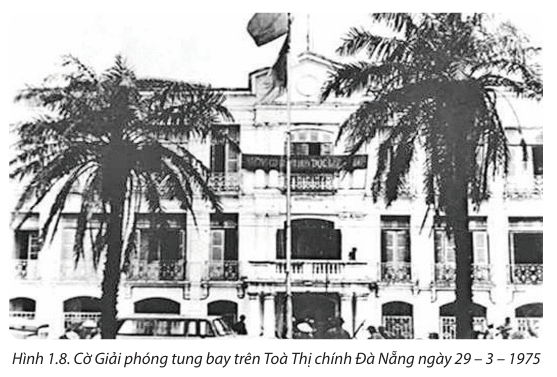 Hình 1.8. Cờ Giải phóng tung bay trên Toà Thị chính Đà Nẵng ngày 29 – 3 – 1975